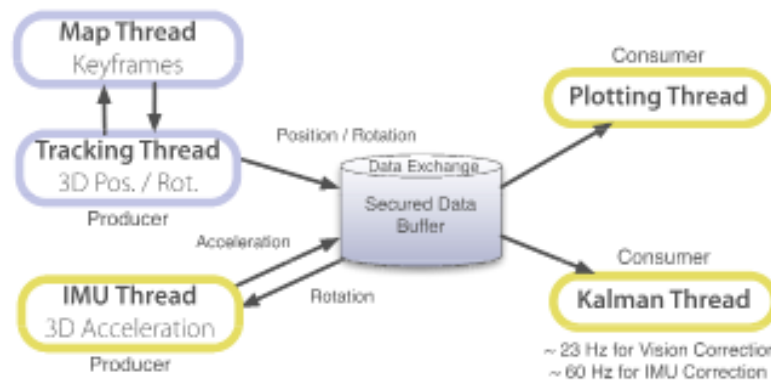 Map Thread
Keyframes
Tracking Thread
3D Pos. / Rot.
Producer
Position / Rotation
Acceleration
Rotation
IMU Thread
3D Acceleration
Producer
Data Exchange
Secured Data
Buffer
Consumer
Plotting Thread
Consumer
Kalman Thread
~ 23 Hz for Vision Correction
~ 60 Hz for IMU Correction